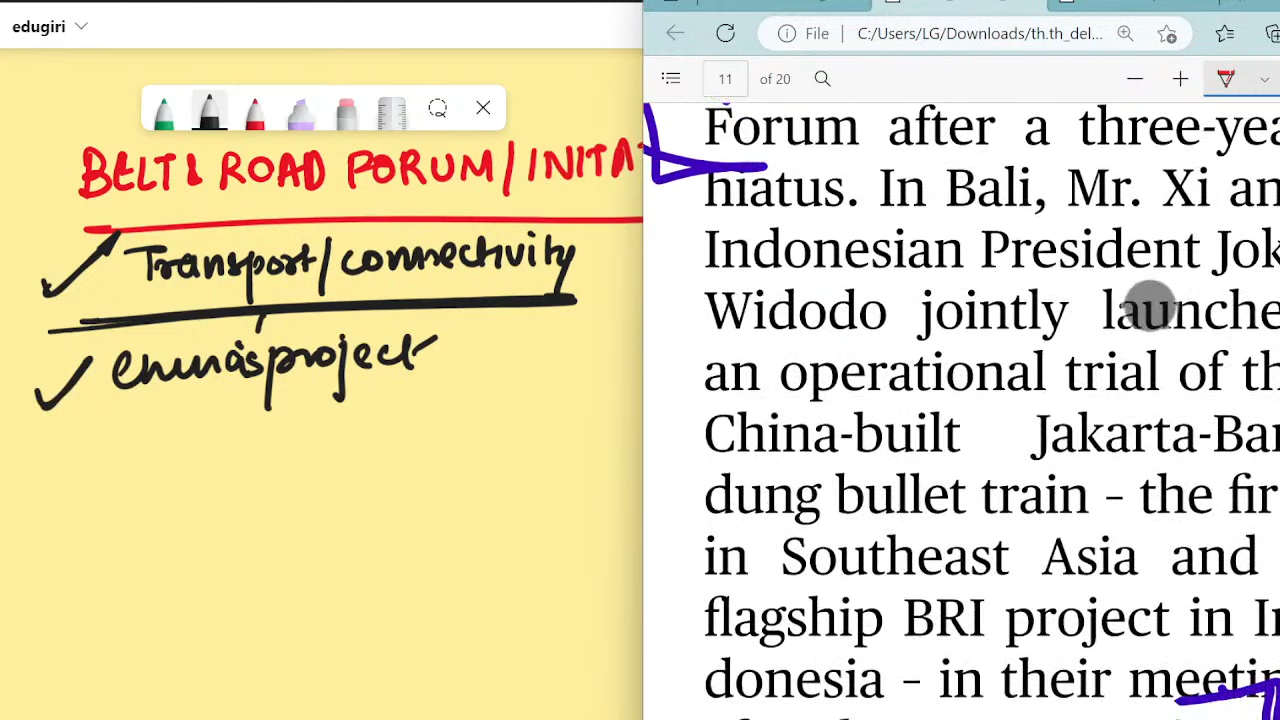 edugiri
BELT & ROAD FORUM/INITA
Transport/connectivity
China's project
File C:/Users/LG/Downloads/th.th_del...
11 of 20
Forum after a three-yea
hiatus. In Bali, Mr. Xi an
Indonesian President Jok
Widodo jointly launche
an operational trial of th
China-built Jakarta-Ban
dung bullet train – the fir
in Southeast Asia and
flagship BRI project in In
donesia – in their meetin